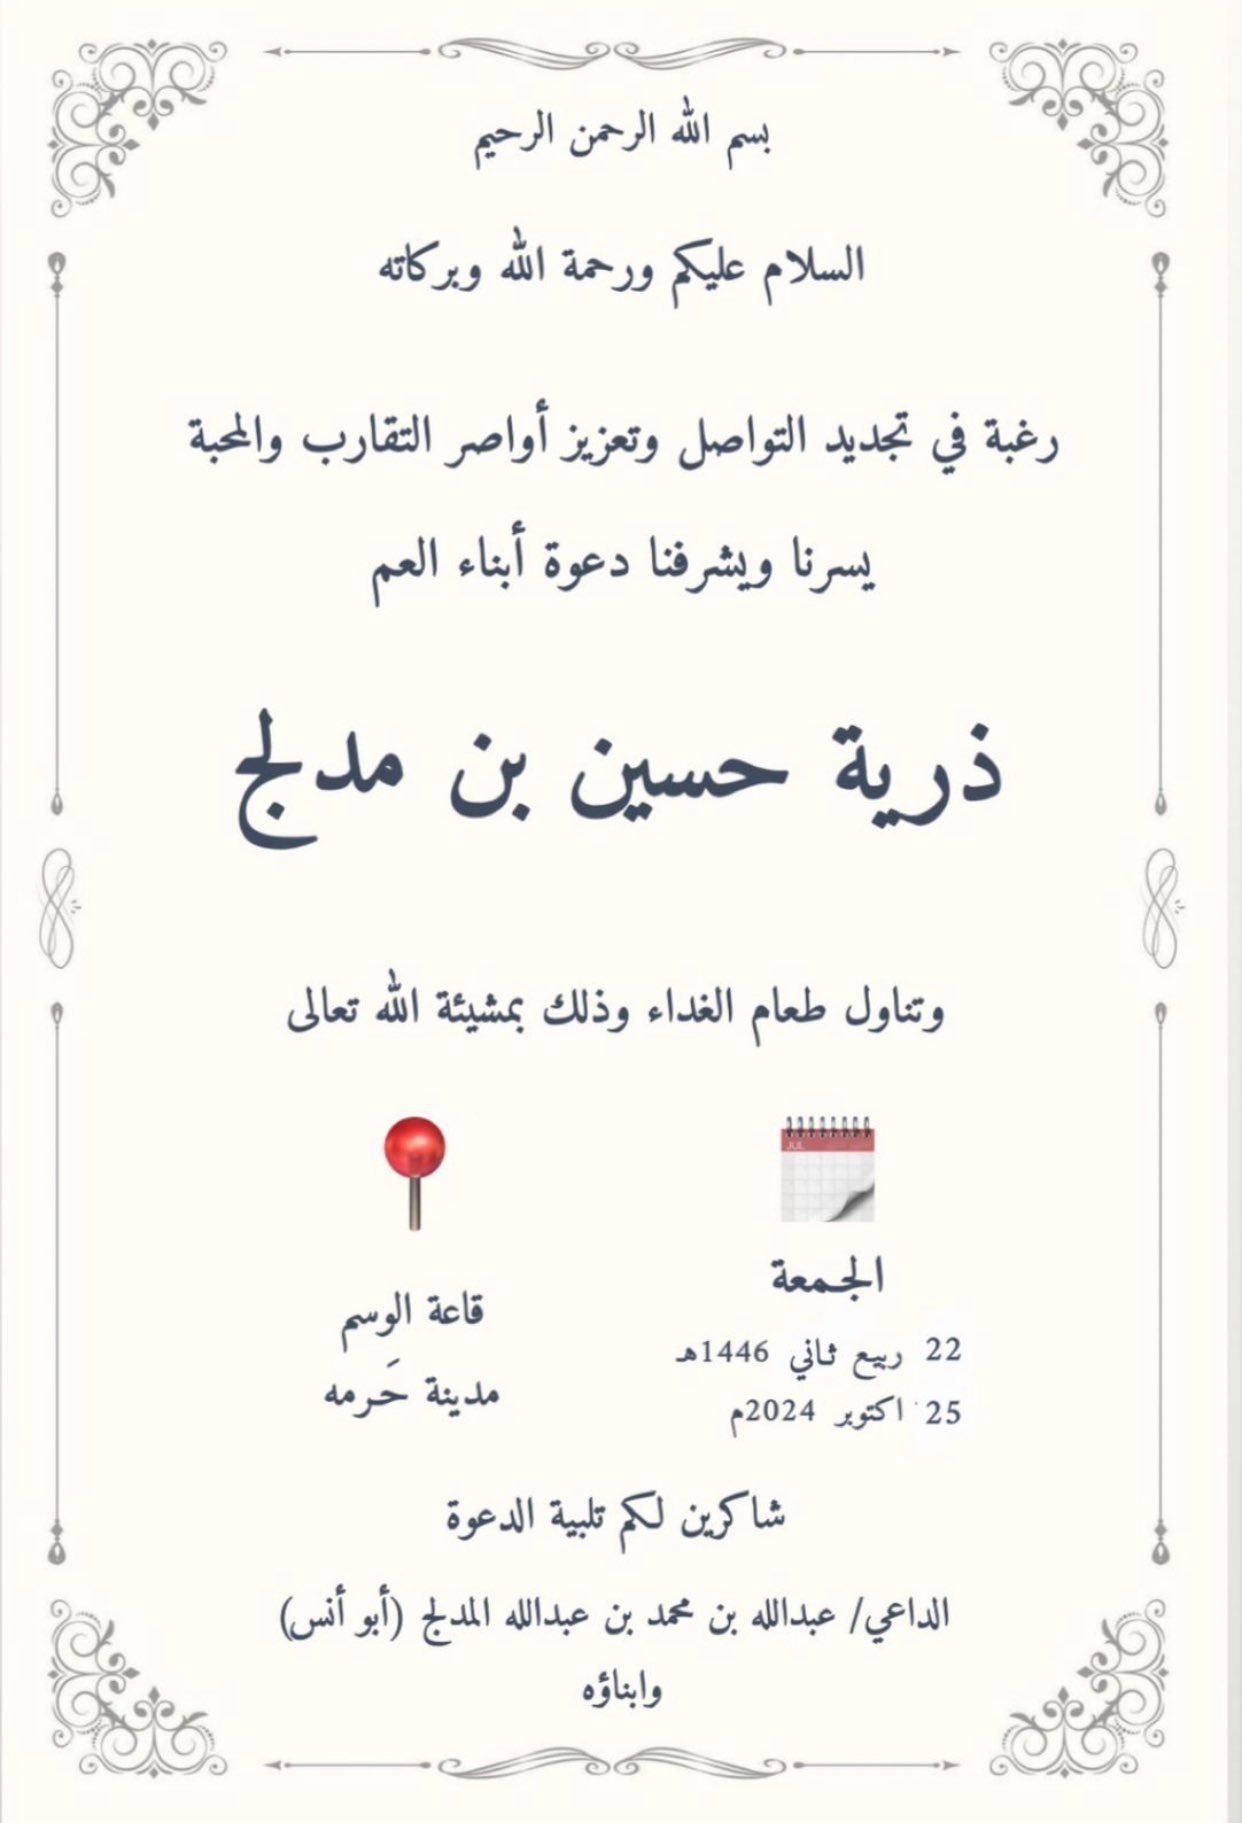 بسم الله الرحمن الرحيم
السلام عليكم ورحمة الله وبركاته
رغبة في تجديد التواصل وتعزيز أواصر التقارب والمحبة
يسرنا ويشرفنا دعوة أبناء العم
ذرية حسين بن مدلج
وتناول طعام الغداء وذلك بمشيئة الله تعالى
JUL
الجمعة
22 ربيع ثاني 1446هـ
25 اكتوبر 2024م
قاعة الوسم
مدينة حَرمه
شاكرين لكم تلبية الدعوة
الداعي/ عبدالله بن محمد بن عبدالله المدلج (أبو أنس)
وابناؤه